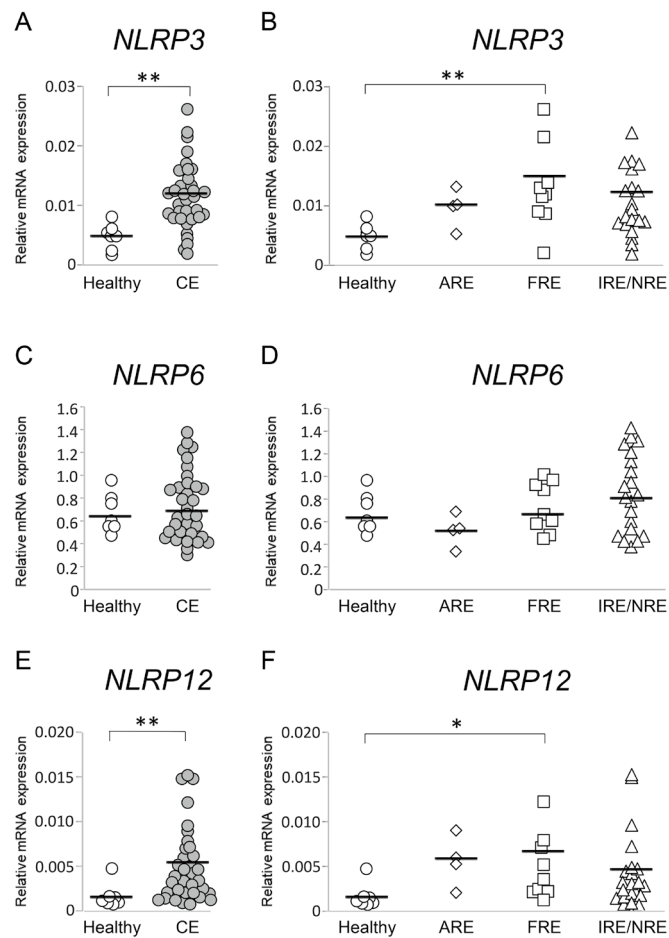 A
NLRP3
**
Relative mRNA expression
0.03
0.02
0.01
0
Healthy
CE
B
NLRP3
**
Relative mRNA expression
0.03
0.02
0.01
0
Healthy
ARE
FRE
IRE/NRE
C
NLRP6
Relative mRNA expression
1.6
1.4
1.2
1.0
0.8
0.6
0.4
0.2
0
Healthy
CE
D
NLRP6
Relative mRNA expression
1.6
1.4
1.2
1.0
0.8
0.6
0.4
0.2
0
Healthy
ARE
FRE
IRE/NRE
E
NLRP12
**
Relative mRNA expression
0.020
0.015
0.010
0.005
0
Healthy
CE
F
NLRP12
*
Relative mRNA expression
0.020
0.015
0.010
0.005
0
Healthy
ARE
FRE
IRE/NRE